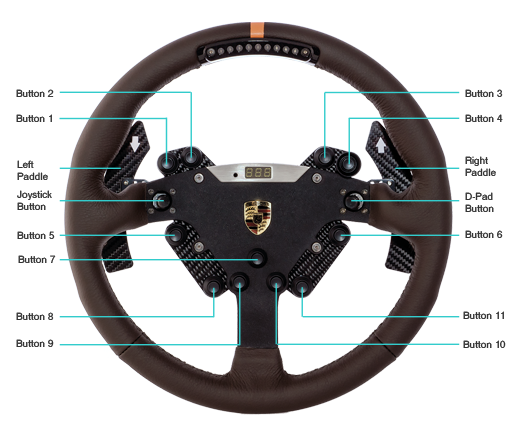 Button 2
Button 3
Button 1
Button 4
Left
Paddle
Right
Paddle
Joystick
Button
D-Pad
Button
Button 5
Button 6
Button 7
Button 8
Button 11
Button 9
Button 10